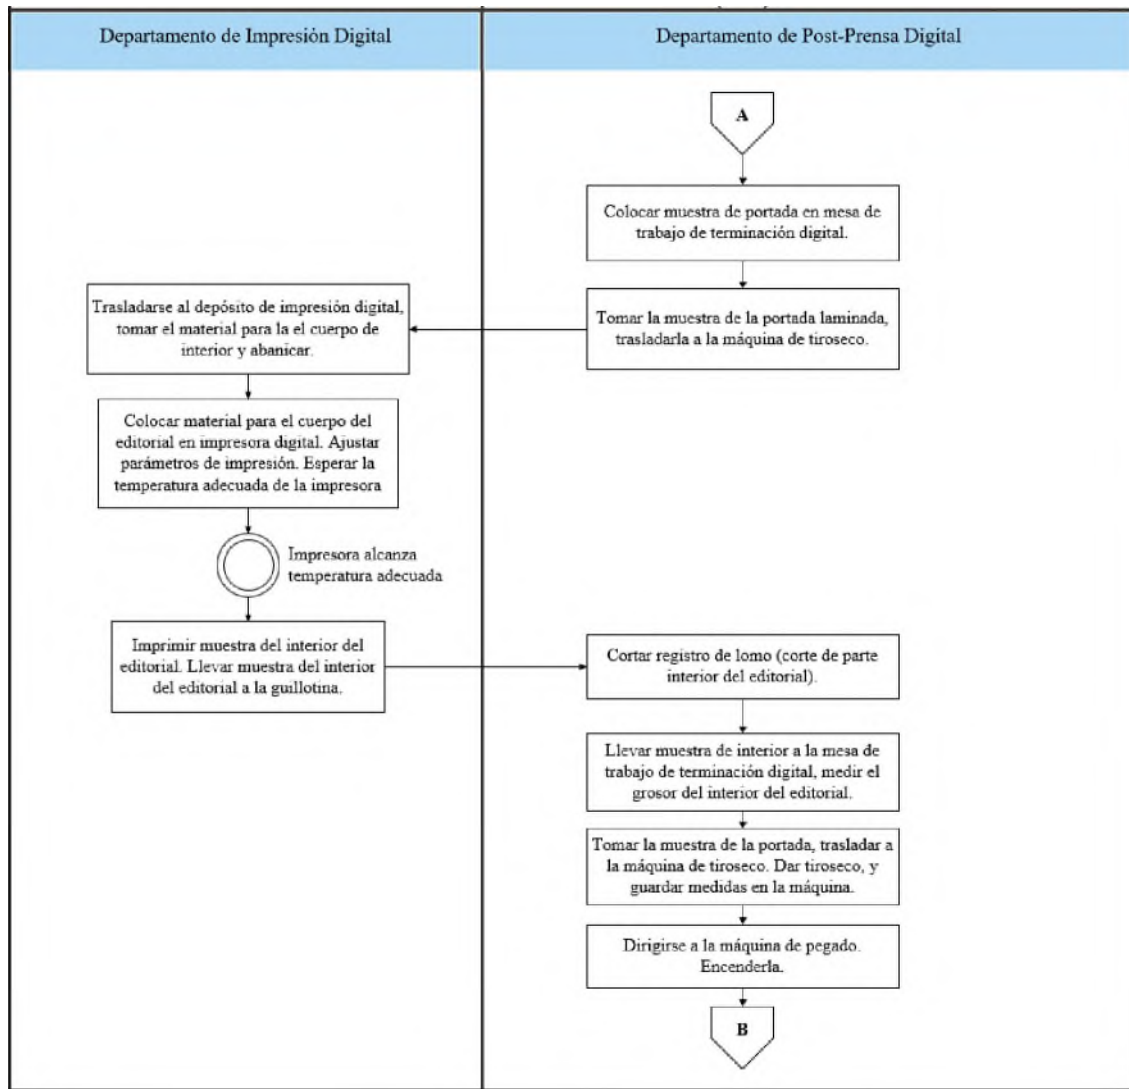 Departamento de Impresión Digital
Departamento de Post-Prensa Digital
A
Colocar muestra de portada en mesa de
trabajo de terminación digital.
Tomar la muestra de la portada laminada,
trasladarla a la máquina de tiroseco.
Trasladarse al depósito de impresión digital,
tomar el material para la el cuerpo de
interior y abanicar.
Colocar material para el cuerpo del
editorial en impresora digital. Ajustar
parámetros de impresión. Esperar la
temperatura adecuada de la impresora
Impresora alcanza
temperatura adecuada
Imprimir muestra del interior del
editorial. Llevar muestra del interior
del editorial a la guillotina.
Cortar registro de lomo (corte de parte
interior del editorial).
Llevar muestra de interior a la mesa de
trabajo de terminación digital, medir el
grosor del interior del editorial.
Tomar la muestra de la portada, trasladar a
la máquina de tiroseco. Dar tiroseco, y
guardar medidas en la máquina.
Dirigirse a la máquina de pegado.
Encenderla.
B